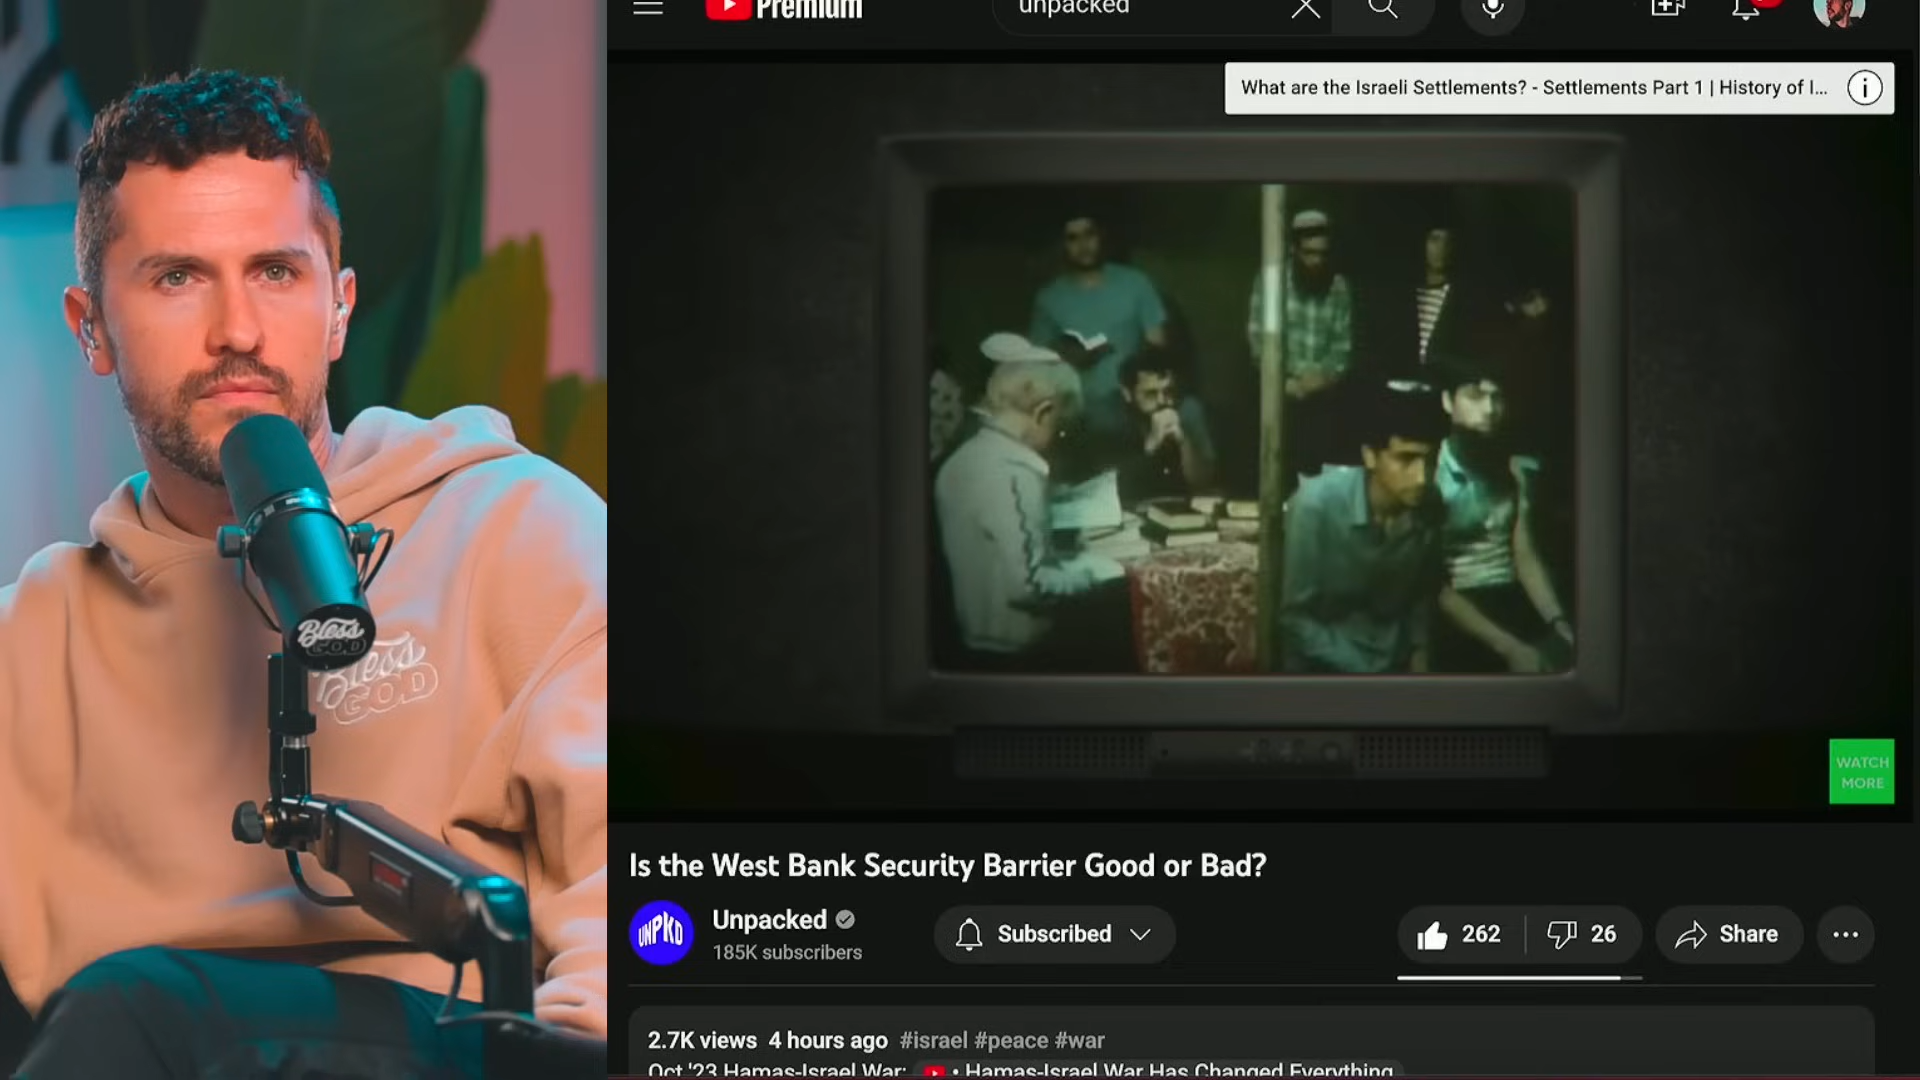 Premium
unpacked
What are the Israeli Settlements? - Settlements Part 1 | History of I...
WATCH
MORE
Bless
GOD
Bless
GOD
Is the West Bank Security Barrier Good or Bad?
UNPKD
Unpacked
185K subscribers
Subscribed
262
26
Share
2.7K views 4 hours ago #israel #peace #war
Oct '23 Hamas-Israel War: • Hamas-Israel War Has Changed Everything